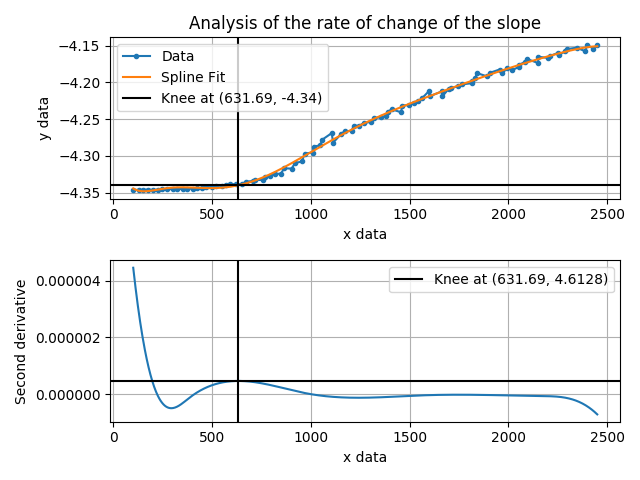 Analysis of the rate of change of the slope
−4.15
−4.20
−4.25
−4.30
−4.35
y data
Data
Spline Fit
Knee at (631.69, -4.34)
0 500 1000 1500 2000 2500
x data
0.000004
0.000002
0.000000
Second derivative
Knee at (631.69, 4.6128)
0 500 1000 1500 2000 2500
x data